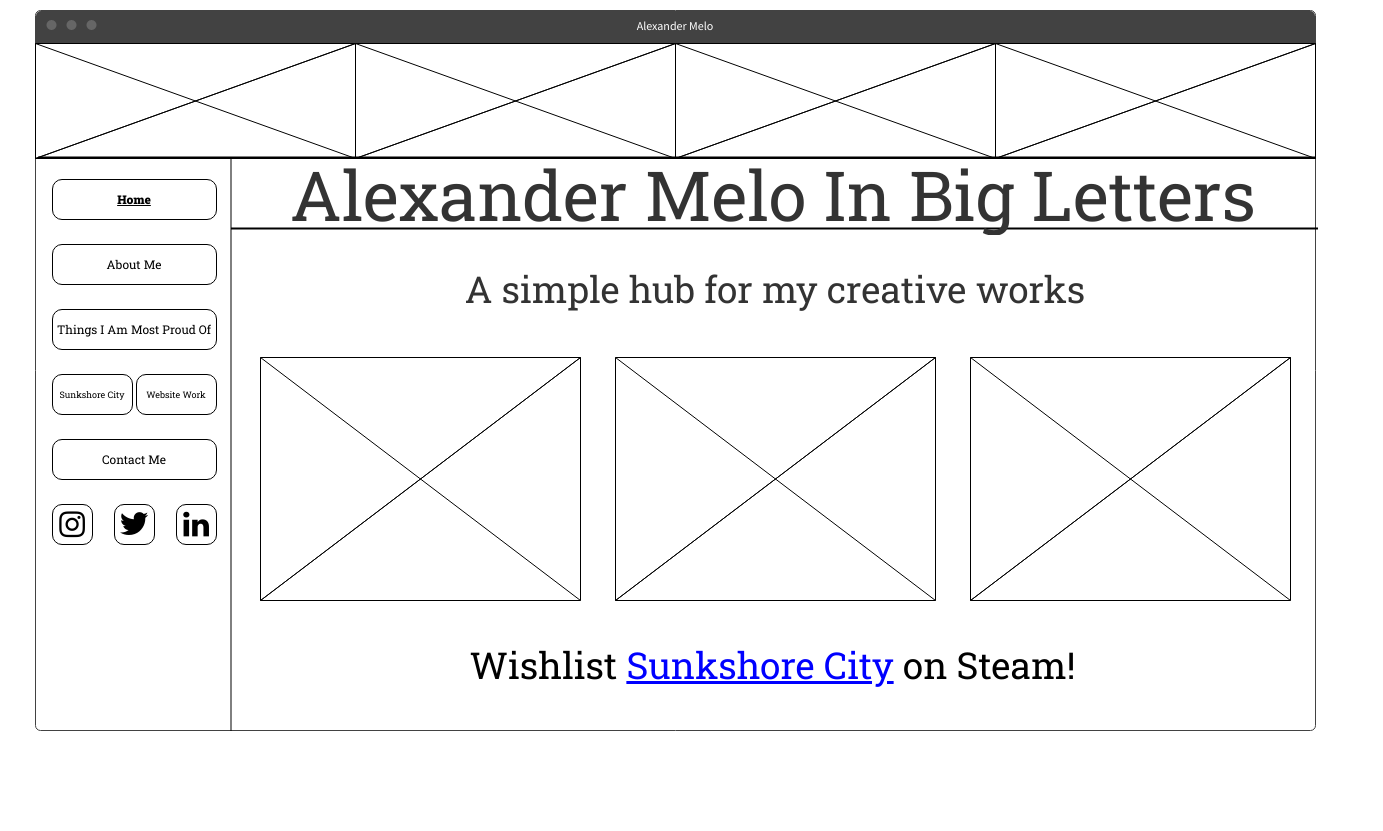 Alexander Melo
Alexander Melo In Big Letters
Home
About Me
Things I Am Most Proud Of
Sunkshore City
Website Work
Contact Me
in
A simple hub for my creative works
Wishlist Sunkshore City on Steam!